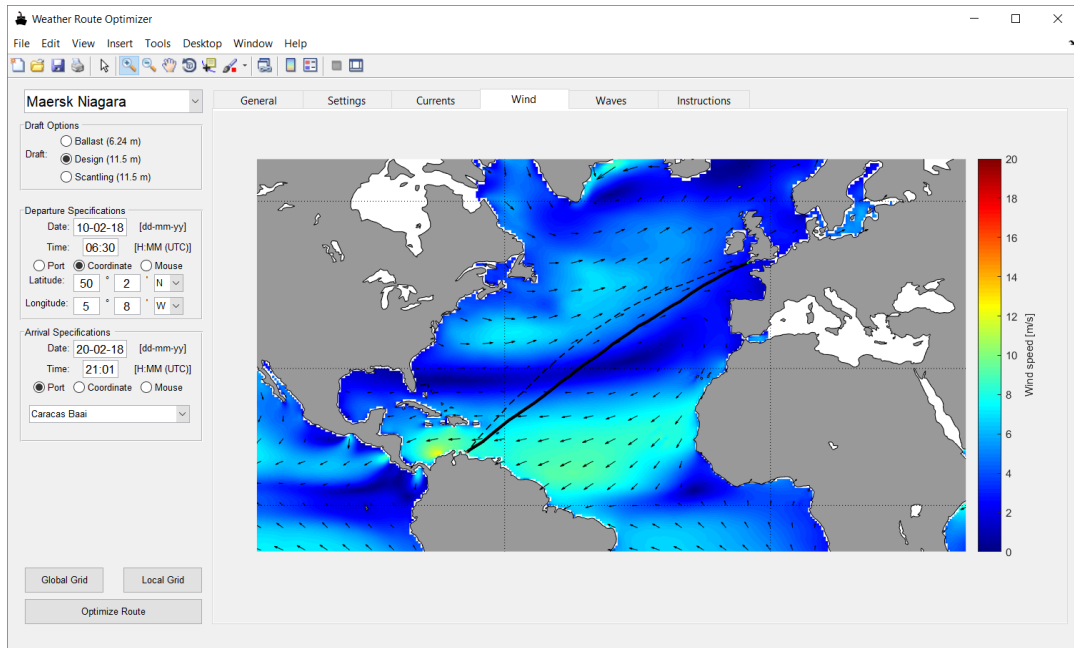 Weather Route Optimizer
File Edit View Insert Tools Desktop Window Help
Maersk Niagara
General Settings Currents Wind Waves Instructions
Draft Options
Draft:
Ballast (6.24 m)
Design (11.5 m)
Scantling (11.5 m)
Departure Specifications
Date: 10-02-18 [dd-mm-yy]
Time: 06:30 [H:MM (UTC)]
Port Coordinate Mouse
Latitude: 50 ° 2 ' N
Longitude: 5 ° 8 ' W
Arrival Specifications
Date: 20-02-18 [dd-mm-yy]
Time: 21:01 [H:MM (UTC)]
Port Coordinate Mouse
Caracas Baai
Global Grid Local Grid
Optimize Route
20
18
16
14
12
10
8
6
4
2
0
Wind speed [m/s]